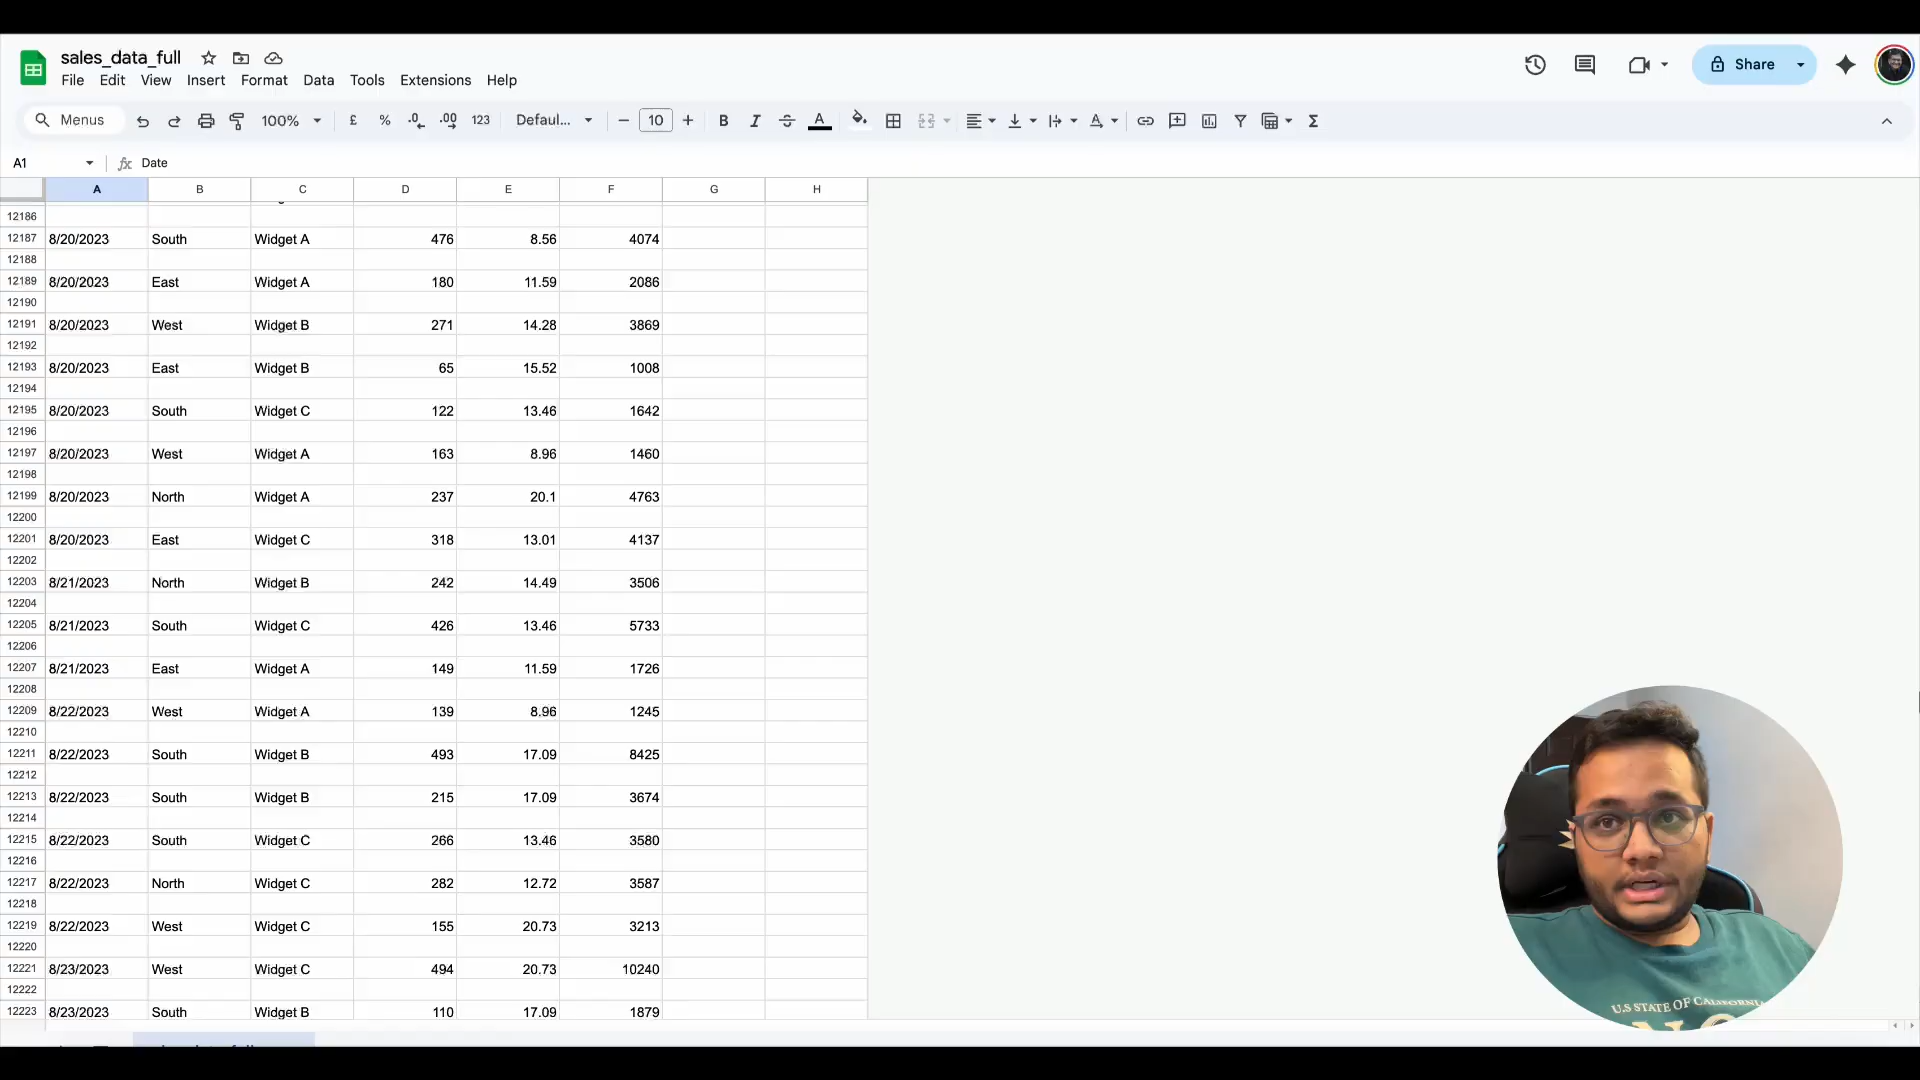 sales_data_full
File Edit View Insert Format Data Tools Extensions Help
Share
Menus 100% £ % .0 .00 123 Defaul... − 10 + B I A Σ
A1 fx Date
A B C D E F G H
12186
12187 8/20/2023 South Widget A 476 8.56 4074
12188
12189 8/20/2023 East Widget A 180 11.59 2086
12190
12191 8/20/2023 West Widget B 271 14.28 3869
12192
12193 8/20/2023 East Widget B 65 15.52 1008
12194
12195 8/20/2023 South Widget C 122 13.46 1642
12196
12197 8/20/2023 West Widget A 163 8.96 1460
12198
12199 8/20/2023 North Widget A 237 20.1 4763
12200
12201 8/20/2023 East Widget C 318 13.01 4137
12202
12203 8/21/2023 North Widget B 242 14.49 3506
12204
12205 8/21/2023 South Widget C 426 13.46 5733
12206
12207 8/21/2023 East Widget A 149 11.59 1726
12208
12209 8/22/2023 West Widget A 139 8.96 1245
12210
12211 8/22/2023 South Widget B 493 17.09 8425
12212
12213 8/22/2023 South Widget B 215 17.09 3674
12214
12215 8/22/2023 South Widget C 266 13.46 3580
12216
12217 8/22/2023 North Widget C 282 12.72 3587
12218
12219 8/22/2023 West Widget C 155 20.73 3213
12220
12221 8/23/2023 West Widget C 494 20.73 10240
12222
12223 8/23/2023 South Widget B 110 17.09 1879
U.S STATE OF CALIFORNIA